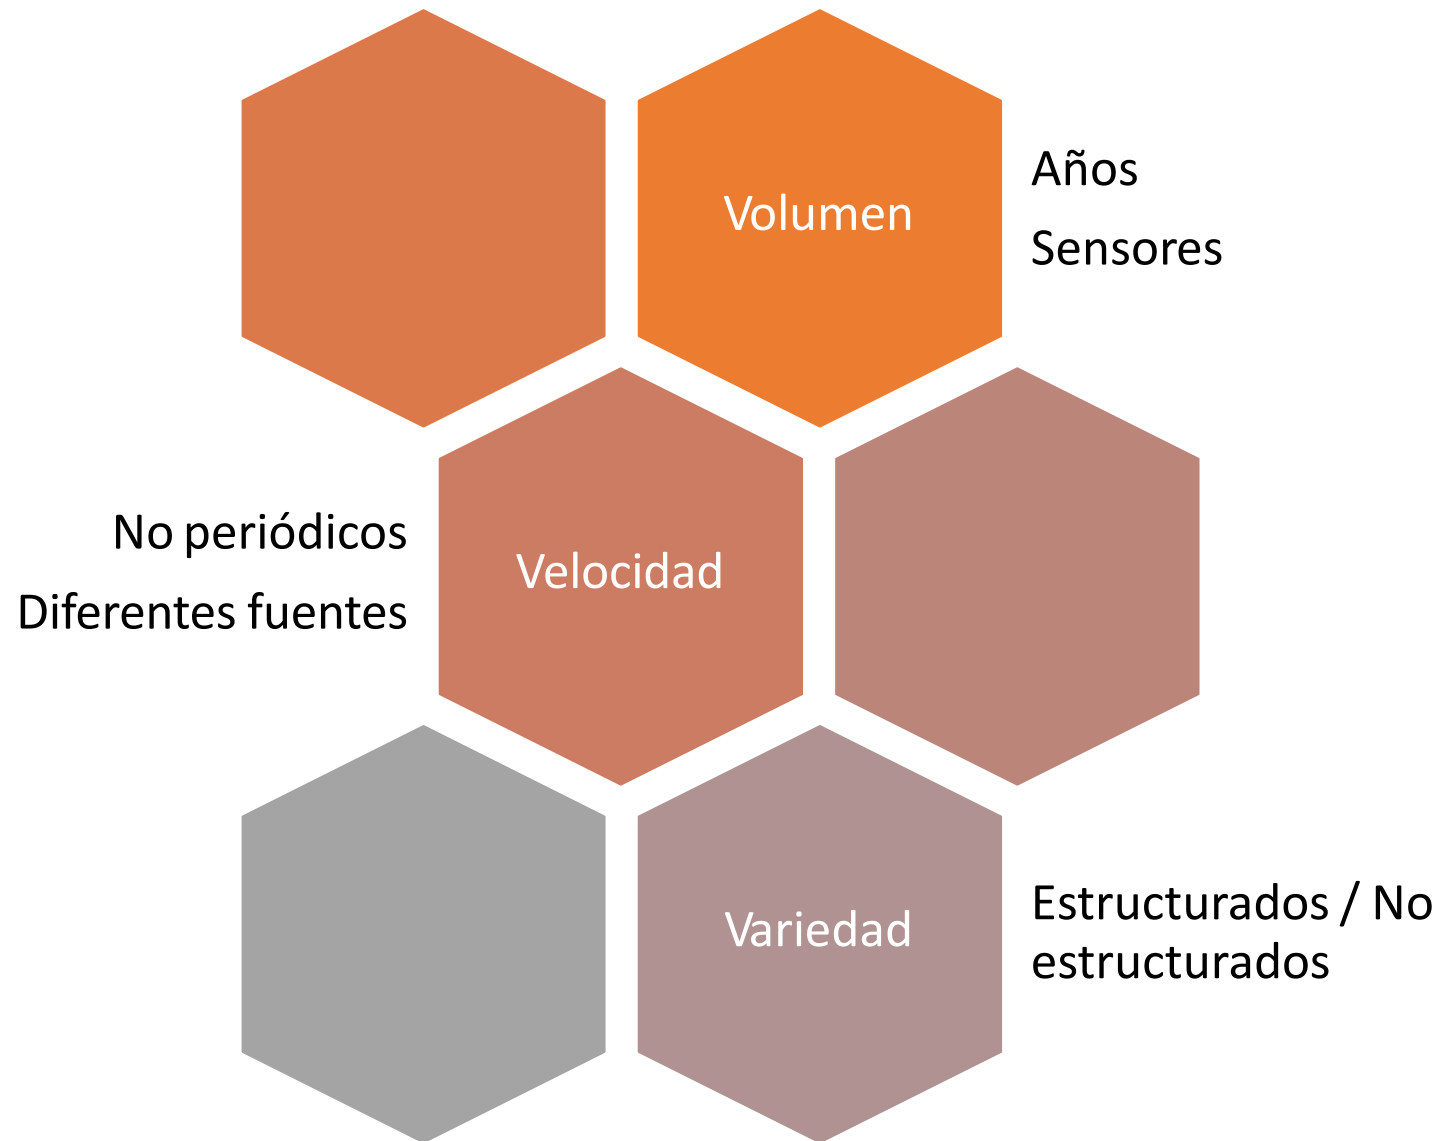 Volumen
Años
Sensores
No periódicos
Diferentes fuentes
Velocidad
Variedad
Estructurados / No
estructurados